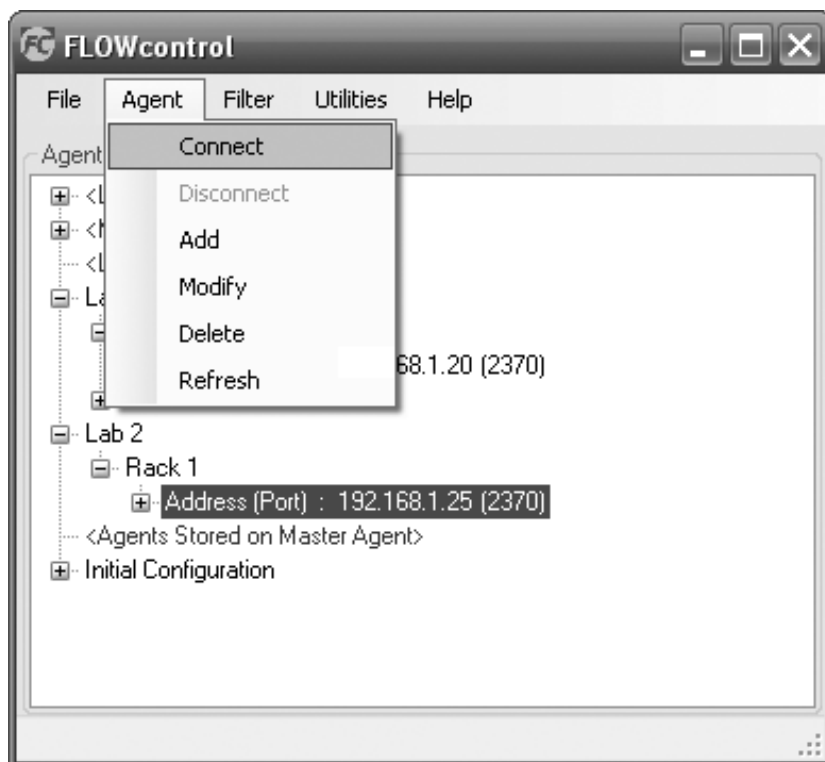 FC FLOWcontrol
File Agent Filter Utilities Help
Connect
Agent
Disconnect
Add
Modify
Delete
68.1.20 (2370)
Refresh
Lab 2
Rack 1
Address (Port) : 192.168.1.25 (2370)
<Agents Stored on Master Agent>
Initial Configuration